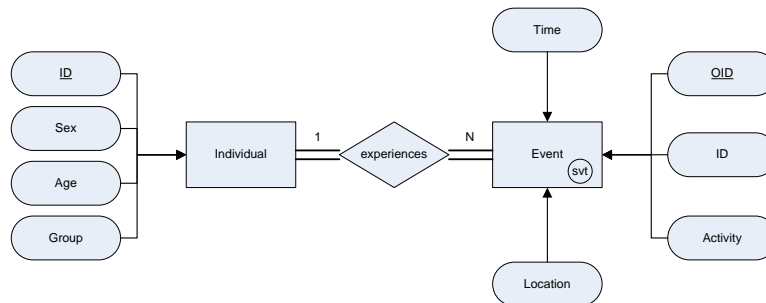 Time
ID
Sex
Age
Group
Individual
1
experiences
N
Event
svt
OID
ID
Activity
Location